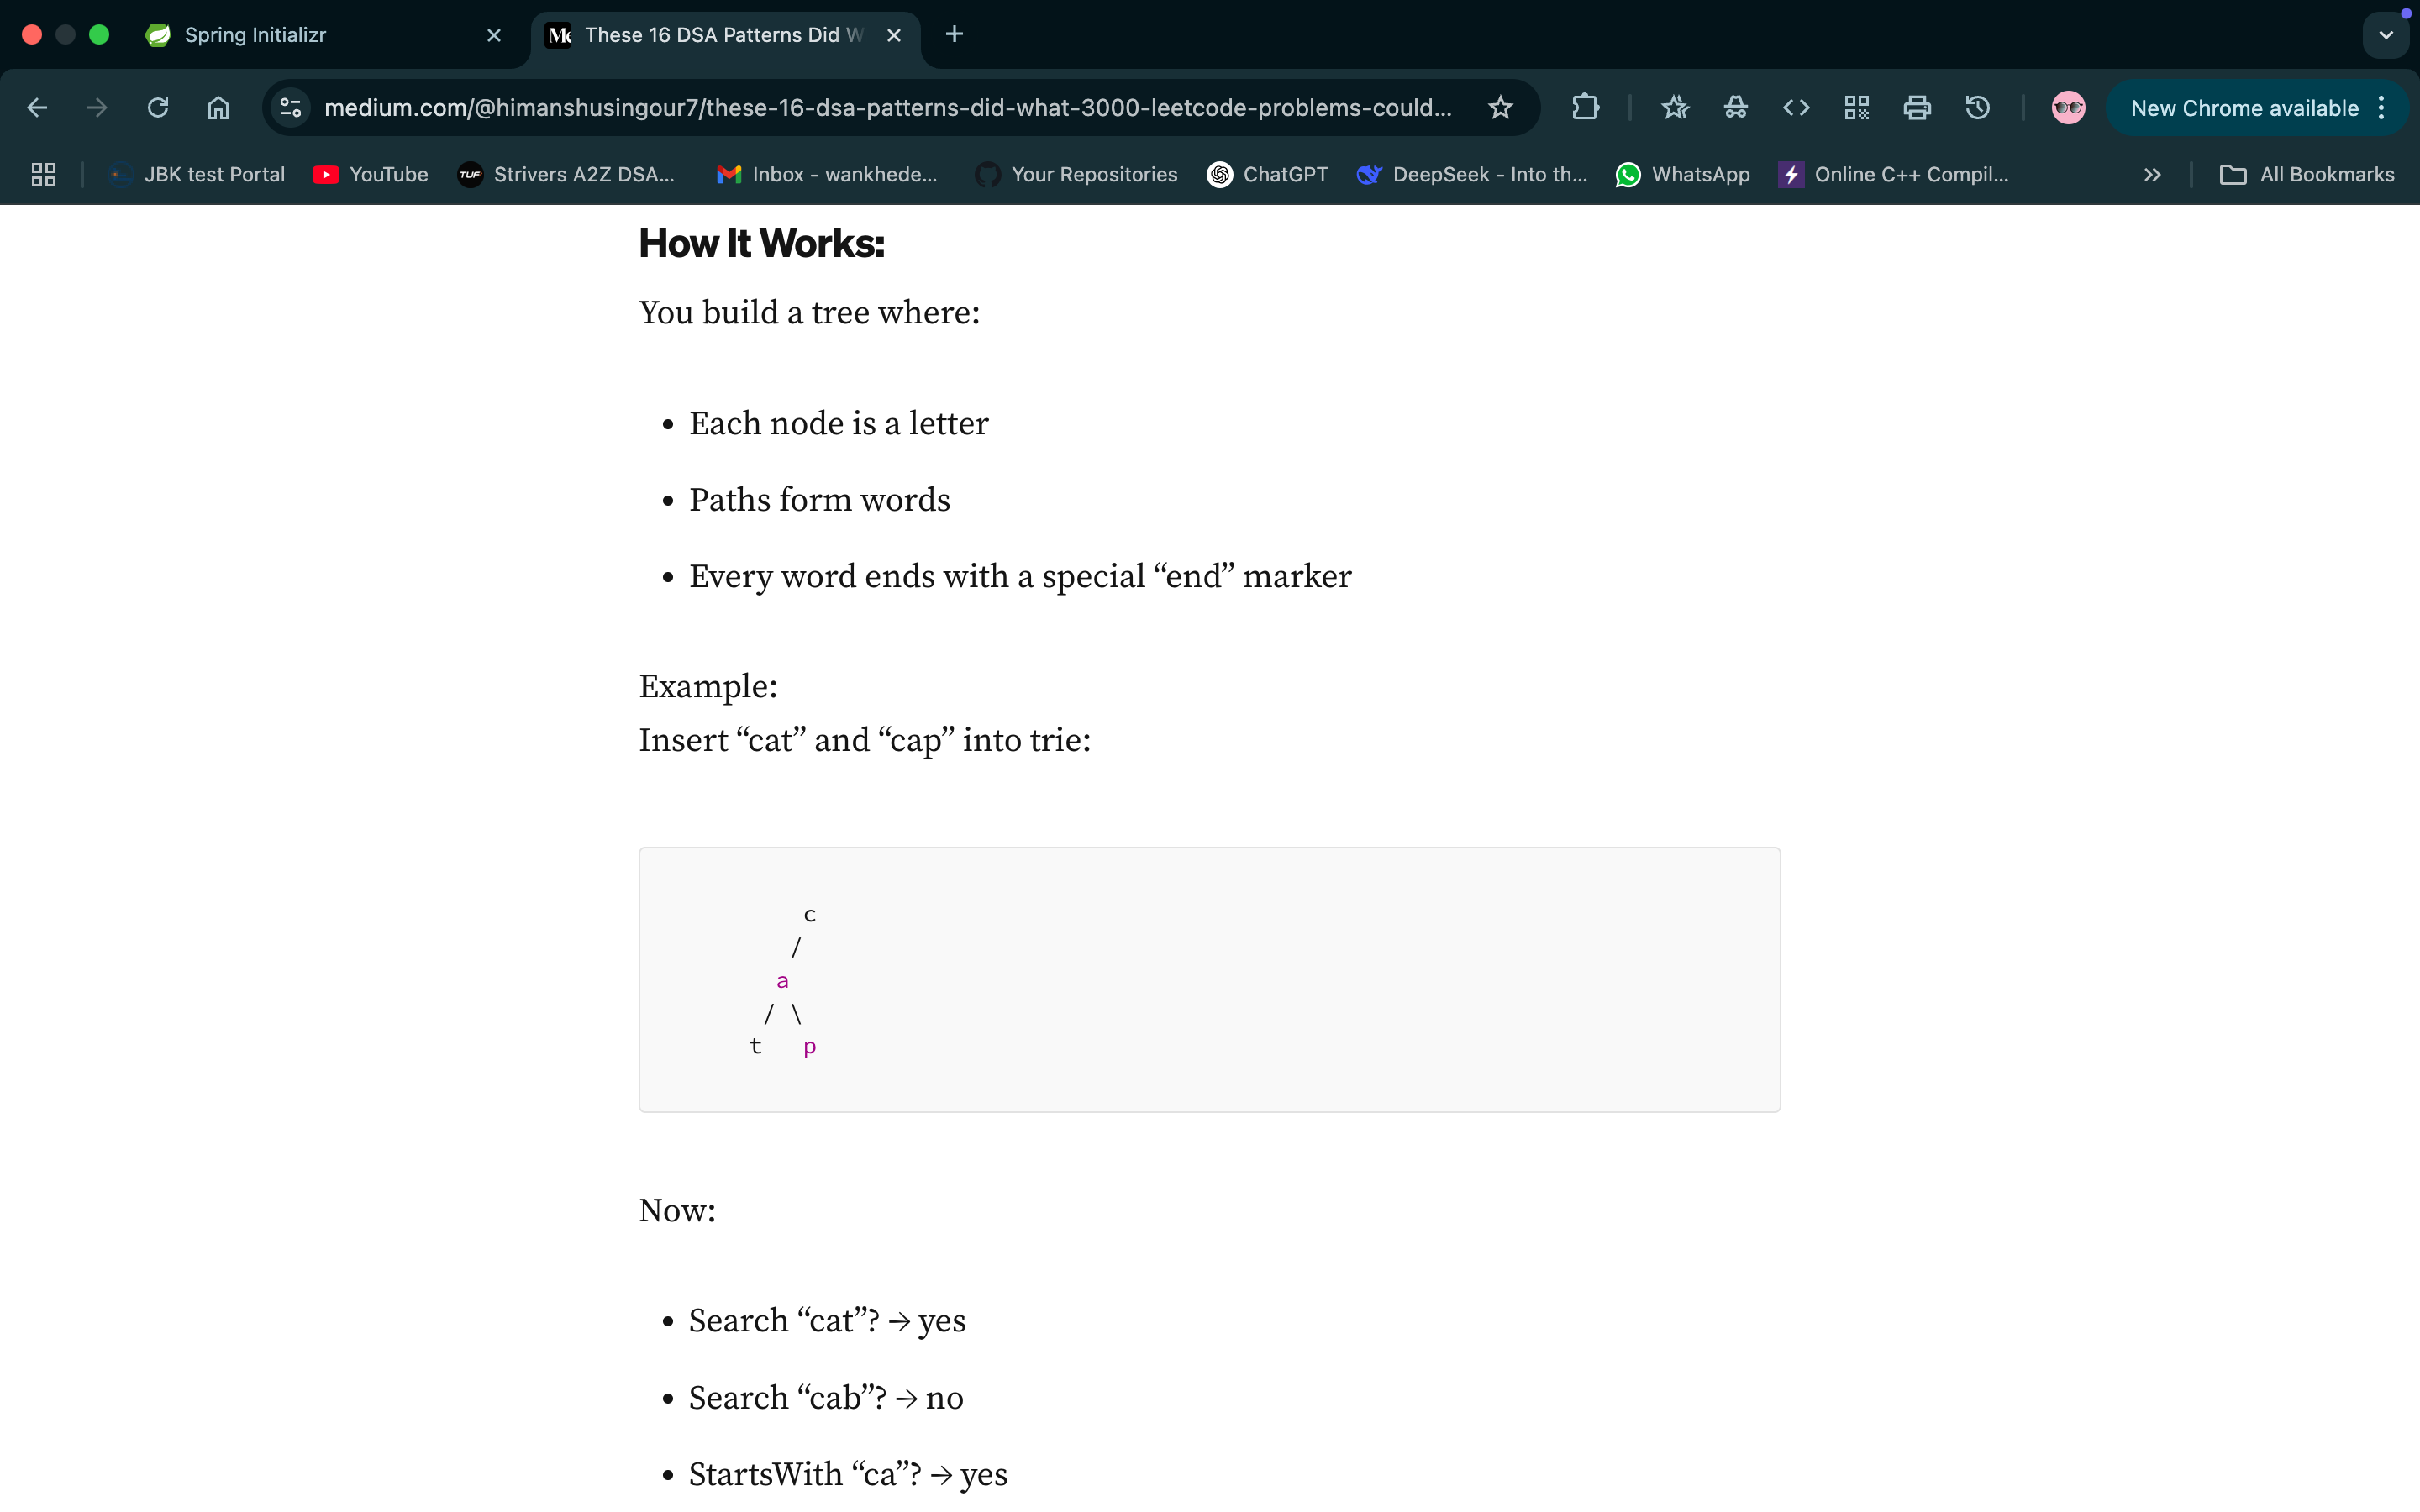 Spring Initializr
These 16 DSA Patterns Did W
medium.com/@himanshusingour7/these-16-dsa-patterns-did-what-3000-leetcode-problems-could...
New Chrome available
JBK test Portal
YouTube
TUF
Strivers A2Z DSA...
Inbox - wankhede...
Your Repositories
ChatGPT
DeepSeek - Into th...
WhatsApp
Online C++ Compil...
All Bookmarks
How It Works:
You build a tree where:
• Each node is a letter
• Paths form words
• Every word ends with a special “end” marker
Example:
Insert “cat” and “cap” into trie:
c
/
a
/ \
t p
Now:
• Search “cat”? → yes
• Search “cab”? → no
• StartsWith “ca”? → yes